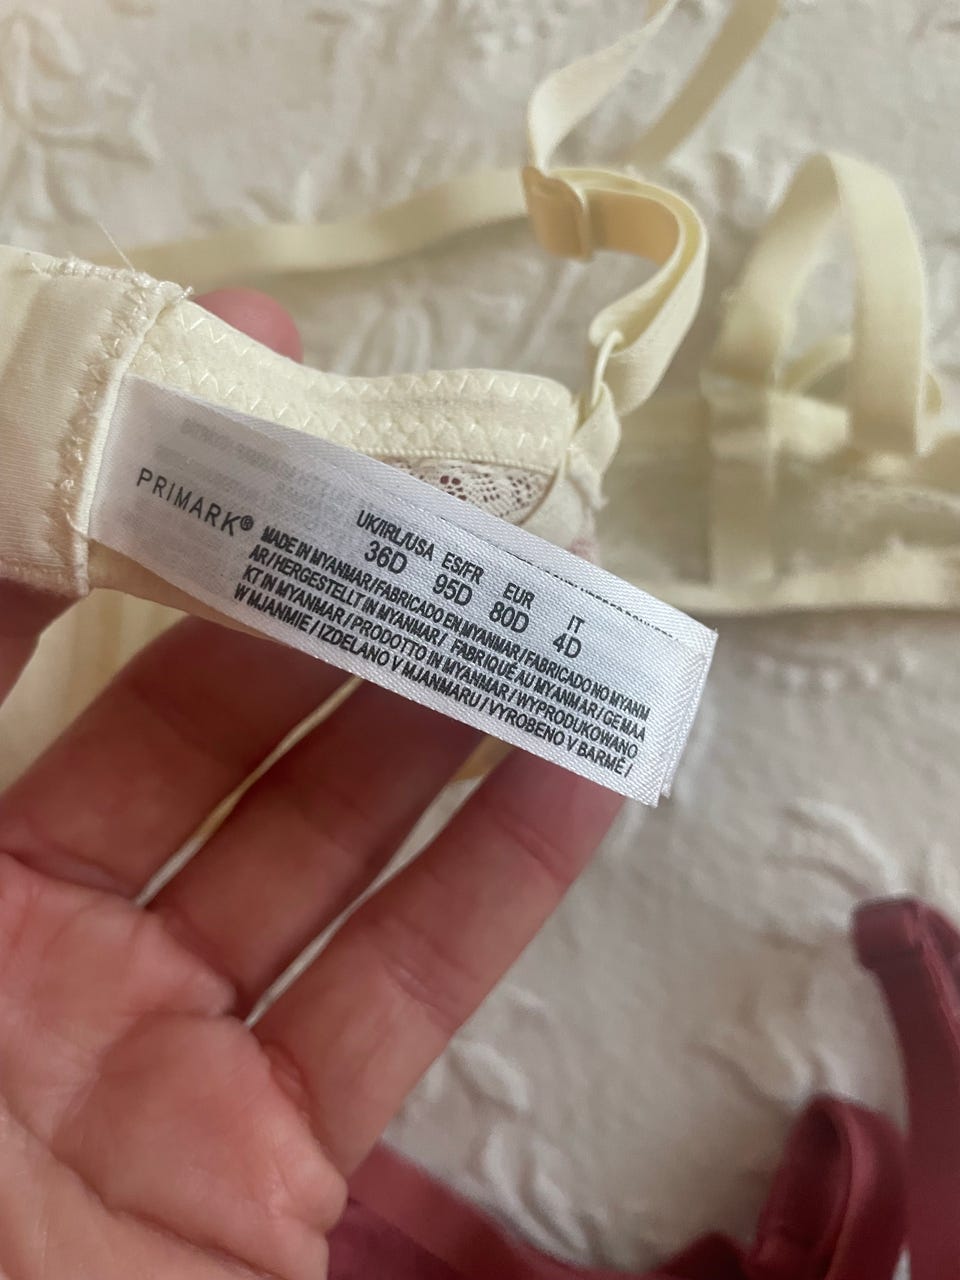 PRIMARK®
UK/IRL/USA ES/FR EUR IT
36D 95D 80D 4D
MADE IN MYANMAR/FABRICADO EN MYANMAR/FABRICADO NO MYANM
AR/HERGESTELLT IN MYANMAR/ FABRIQUÉ AU MYANMAR/GEMAA
KT IN MYANMAR/PRODOTTO IN MYANMAR/WYPRODUKOWANO
W MJANMIE/IZDELANO V MJANMARU/VYROBENO V BARMĚ/